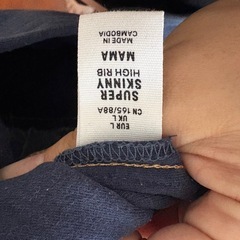 EUR L
UK L
CN 165/88A
SUPER
SKINNY
HIGH RIB
MAMA
MADE IN
CAMBODIA